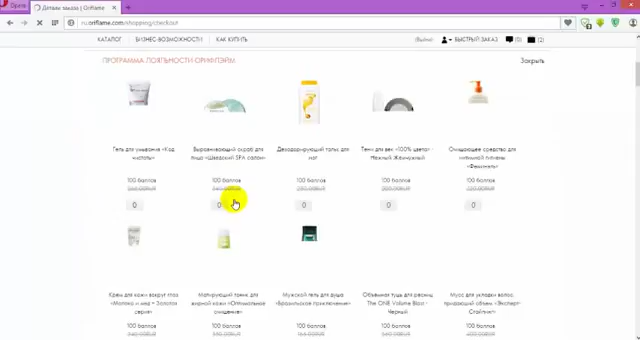 Опера
Детали заказа | Oriflame
ru.oriflame.com/shopping/checkout
КАТАЛОГ БИЗНЕС-ВОЗМОЖНОСТИ КАК КУПИТЬ
(Выйти) БЫСТРЫЙ ЗАКАЗ (0) (2)
ПРОГРАММА ЛОЯЛЬНОСТИ ОРИФЛЭЙМ Закрыть
Гель для умывания «Код чистоты»
Выравнивающий скраб для лица «Шведский SPA салон»
Дезодорирующий тальк для ног
Тени для век «100% цвета» - Нежный Жемчужный
Очищающее средство для интимной гигиены «Феминэль»
100 баллов 100 баллов 100 баллов 100 баллов 100 баллов
0 0 0 0 0
Крем для кожи вокруг глаз «Молоко и мед – Золотая серия»
Матирующий тоник для жирной кожи «Оптимальное очищение»
Мужской гель для душа
Объемная тушь для ресниц The ONE Volume Blast - Черный
Мусс для укладки волос, придающий объем «Эксперт-Стайлинг»
100 баллов 100 баллов 100 баллов 100 баллов 100 баллов